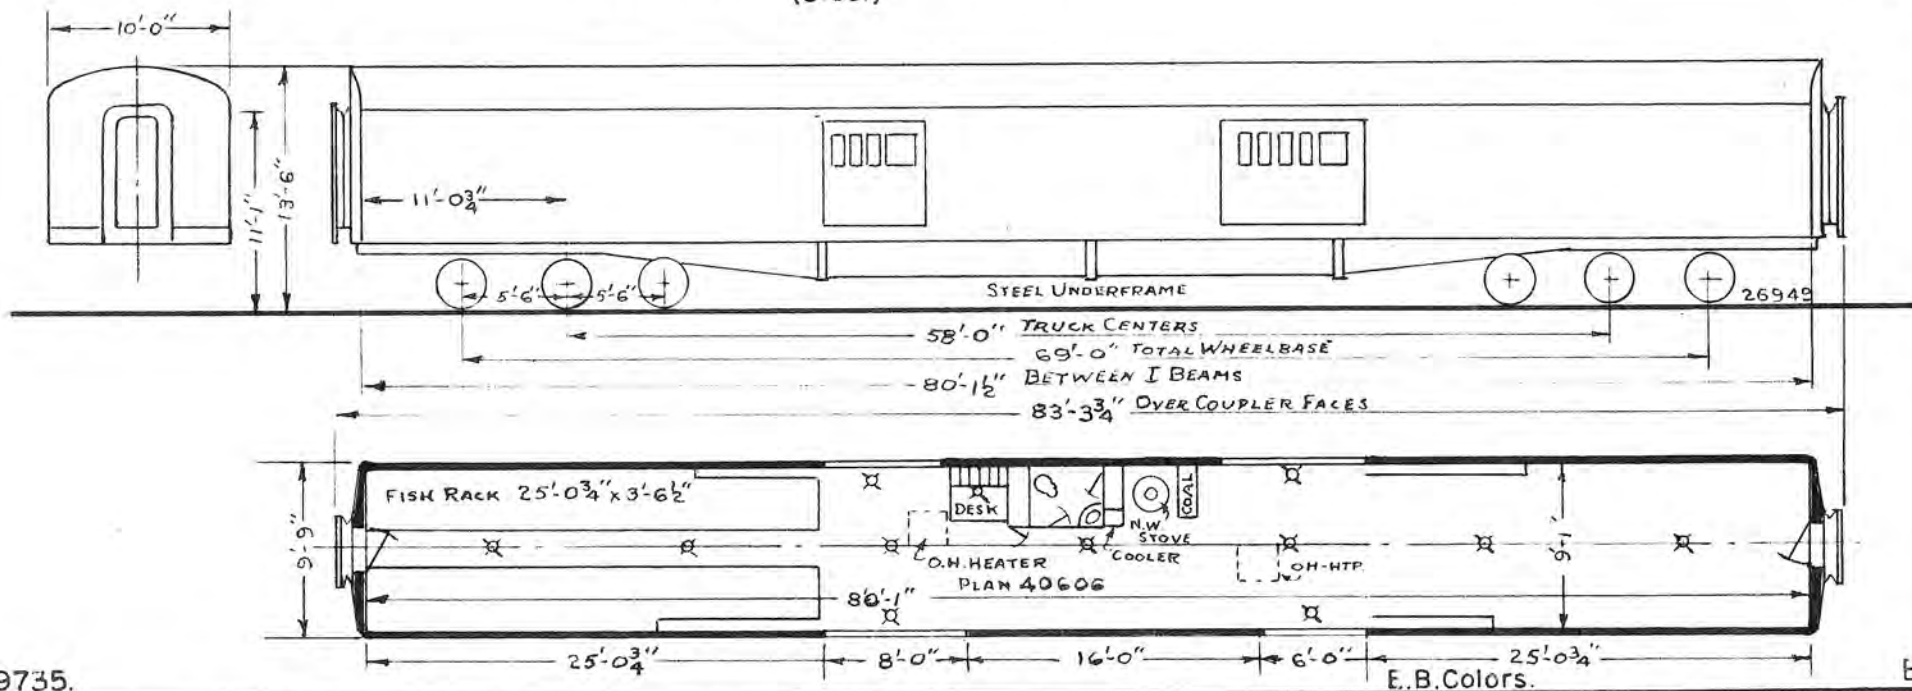 10'-0"
11'-1"
13'-6"
11'-0¾"
5'-6" 5'-6"
STEEL UNDERFRAME
26949
58'-0" TRUCK CENTERS
69'-0" TOTAL WHEELBASE
80'-1½" BETWEEN I BEAMS
83'-3¾" OVER COUPLER FACES
FISH RACK 25'-0¾" x 3'-6½"
DESK
COAL
N.W.
STOVE
COOLER
O.H. HEATER
PLAN 40606
OH-HTR.
9'-9"
9'-1"
80'-1"
25'-0¾" 8'-0" 16'-0" 6'-0" 25'-0¾"
9735.
E.B. Colors.